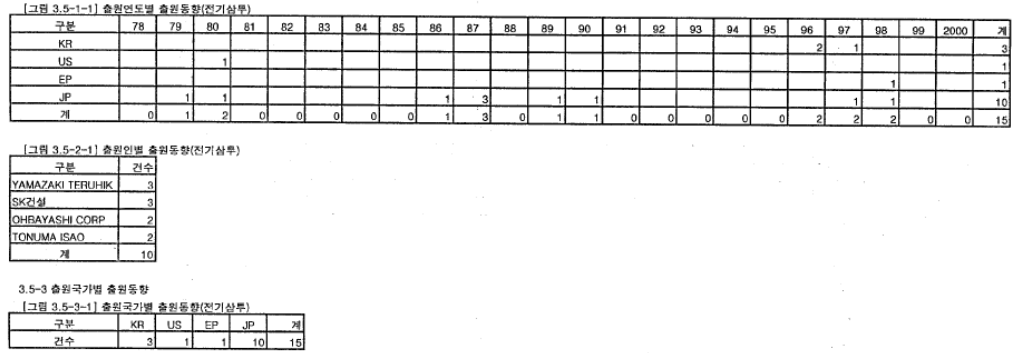 [그림 3.5-1-1] 출원연도별 출원동향(전기삼투)
구분 78 79 80 81 82 83 84 85 86 87 88 89 90 91 92 93 94 95 96 97 98 99 2000 계
KR 2 1 3
US 1 1
EP 1 1
JP 1 1 1 3 1 1 1 1 10
계 0 1 2 0 0 0 0 0 1 3 0 1 1 0 0 0 0 0 2 2 2 0 0 15
[그림 3.5-2-1] 출원인별 출원동향(전기삼투)
구분 건수
YAMAZAKI TERUHIK 3
SK건설 3
OHBAYASHI CORP 2
TONUMA ISAO 2
계 10
3.5-3 출원국가별 출원동향
[그림 3.5-3-1] 출원국가별 출원동향(전기삼투)
구분 KR US EP JP 계
건수 3 1 1 10 15